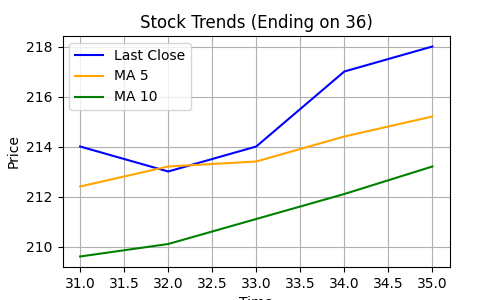 Stock Trends (Ending on 36)
Last Close
MA 5
MA 10
Price
218
216
214
212
210
31.0 31.5 32.0 32.5 33.0 33.5 34.0 34.5 35.0
Time